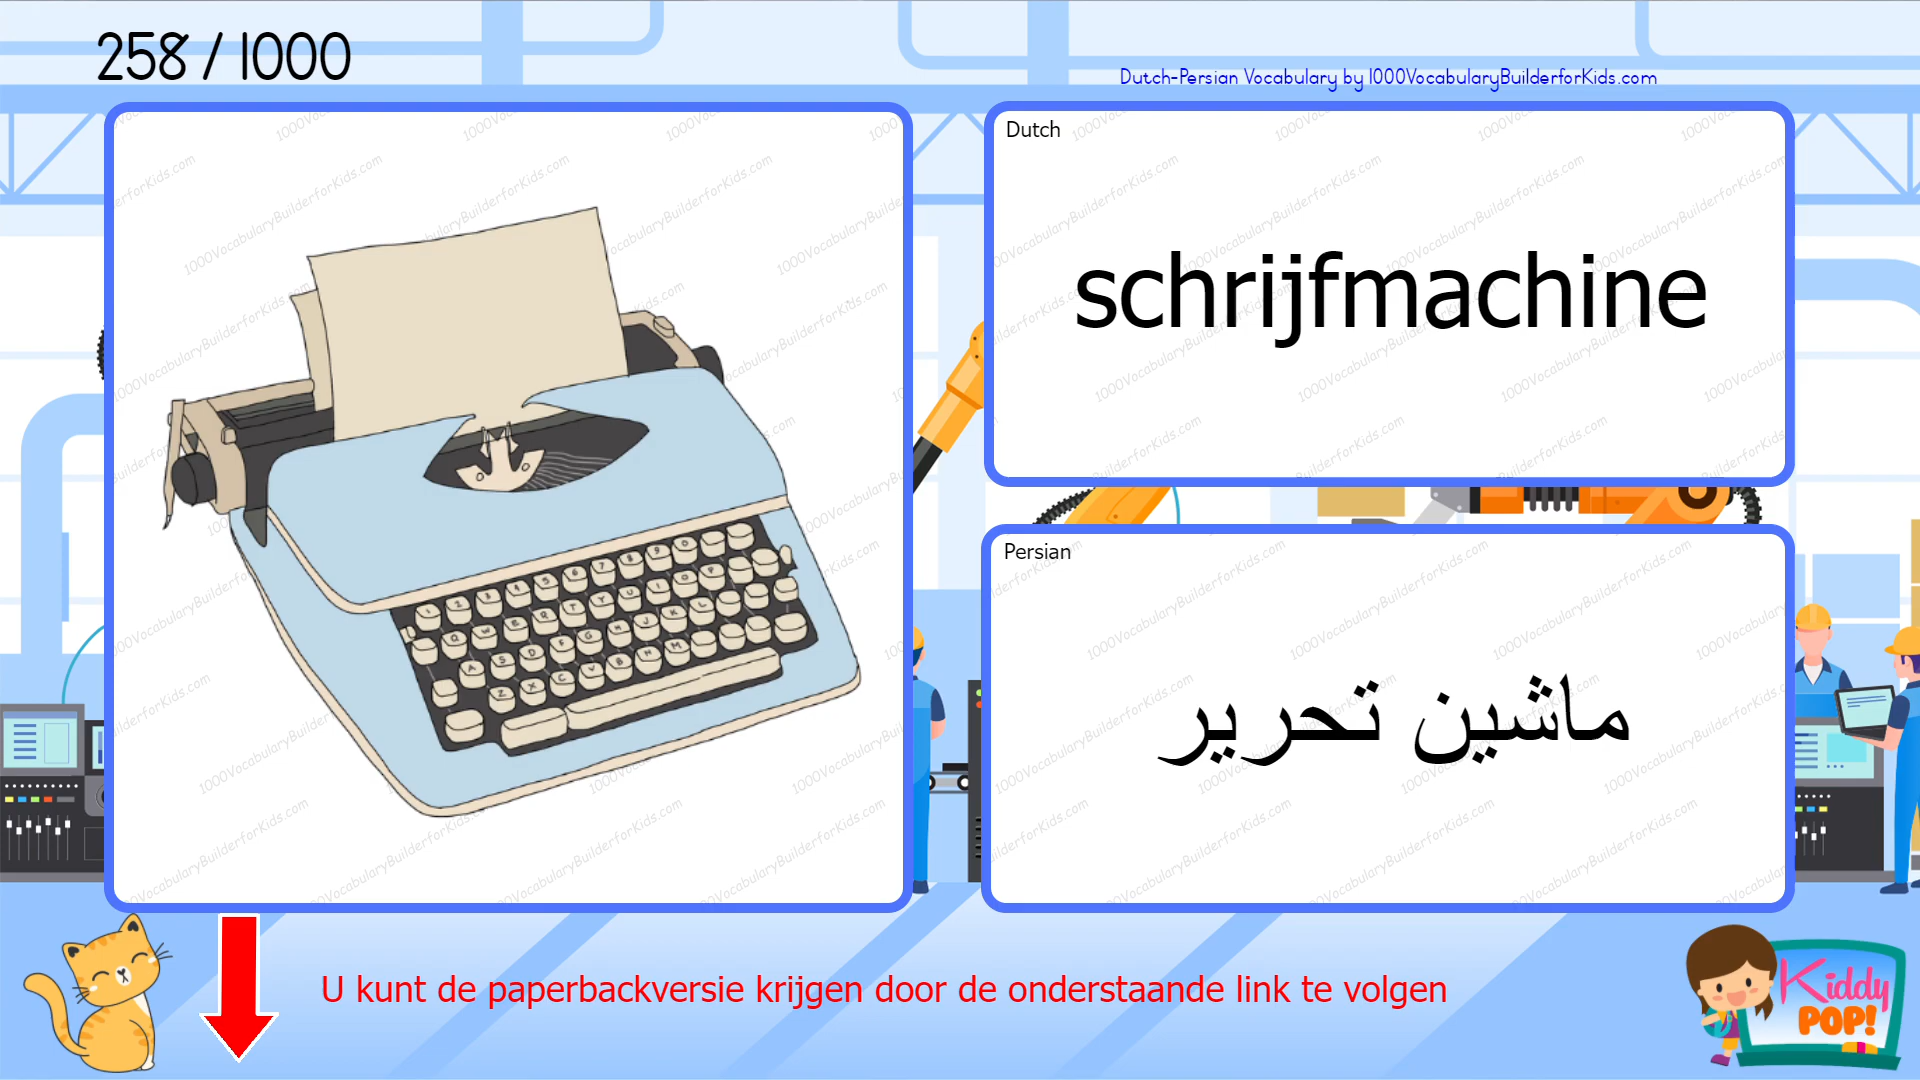 258 / 1000
Dutch-Persian Vocabulary by 1000VocabularyBuilderforKids.com
Dutch
schrijfmachine
Persian
ماشین تحریر
U kunt de paperbackversie krijgen door de onderstaande link te volgen
Kiddy
POP!